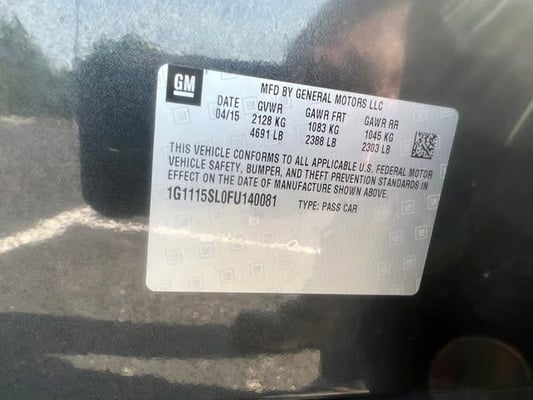 GM
MFD BY GENERAL MOTORS LLC
DATE GVWR GAWR FRT GAWR RR
04/15 2128 KG 1083 KG 1045 KG
4691 LB 2388 LB 2303 LB
THIS VEHICLE CONFORMS TO ALL APPLICABLE U.S. FEDERAL MOTOR
VEHICLE SAFETY, BUMPER, AND THEFT PREVENTION STANDARDS IN
EFFECT ON THE DATE OF MANUFACTURE SHOWN ABOVE.
1G1115SL0FU140081 TYPE: PASS CAR